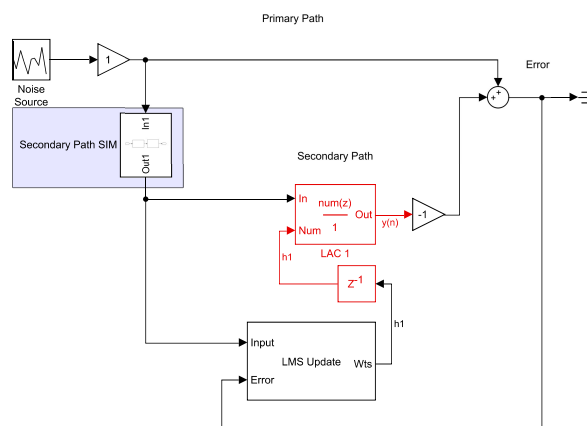 Primary Path
1
Error
Noise
Source
In1
Secondary Path SIM
Out1
Secondary Path
In
num(z)
1
Out
Num
y(n)
-1
LAC 1
h1
Z-1
h1
Input
LMS Update
Wts
Error